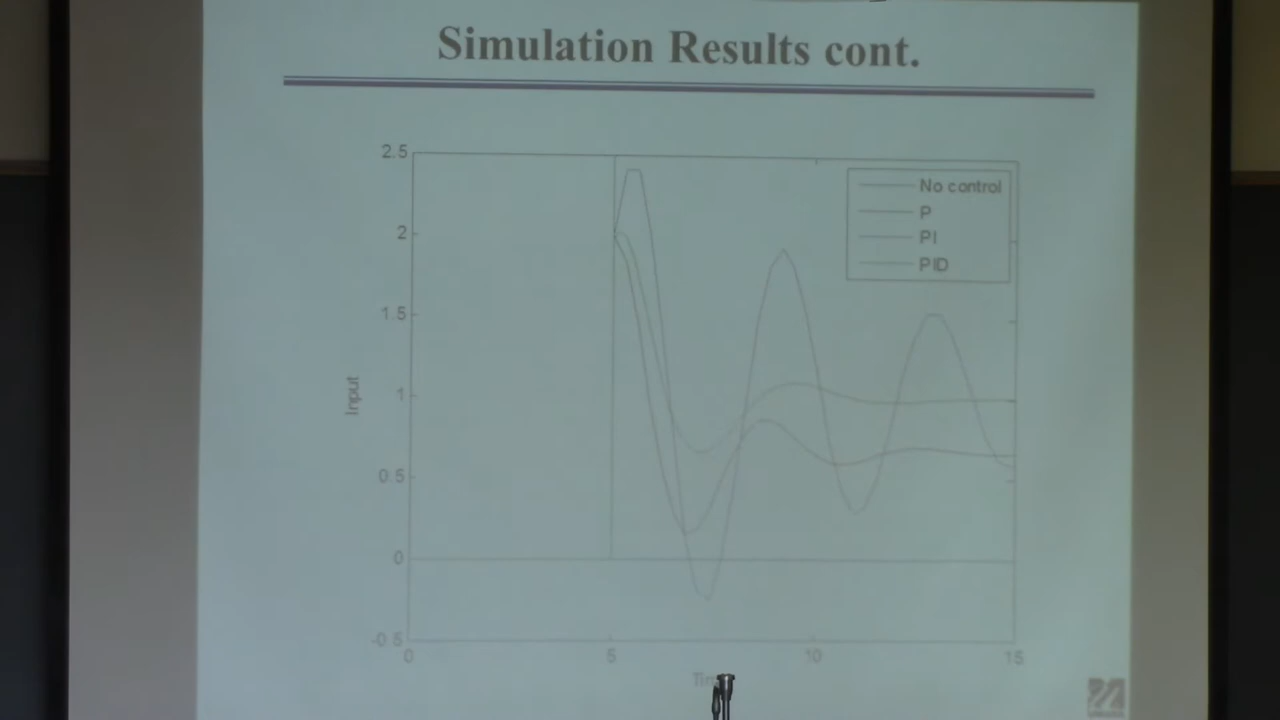 Simulation Results cont.
2.5
2
1.5
1
0.5
0
-0.5
0 5 10 15
Input
No control
P
PI
PID